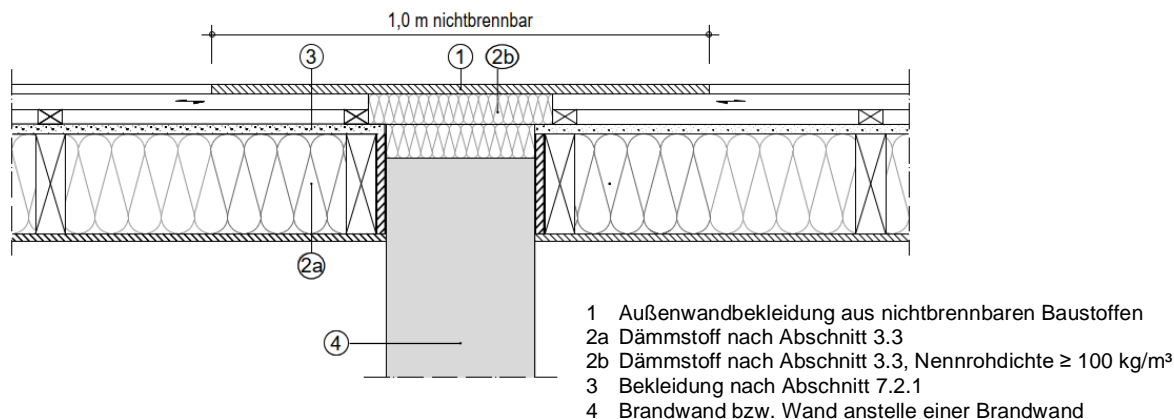 1,0 m nichtbrennbar
3
1
2b
2a
4
1 Außenwandbekleidung aus nichtbrennbaren Baustoffen
2a Dämmstoff nach Abschnitt 3.3
2b Dämmstoff nach Abschnitt 3.3, Nennrohdichte ≥ 100 kg/m³
3 Bekleidung nach Abschnitt 7.2.1
4 Brandwand bzw. Wand anstelle einer Brandwand